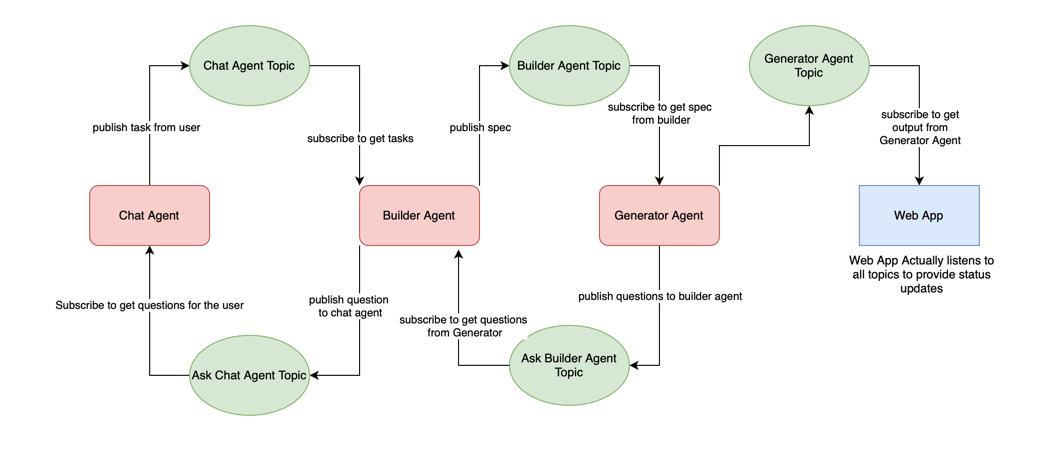 Chat Agent Topic
Builder Agent Topic
Generator Agent
Topic
publish task from user
subscribe to get tasks
publish spec
subscribe to get spec
from builder
subscribe to get
output from
Generator Agent
Chat Agent
Builder Agent
Generator Agent
Web App
Web App Actually listens to
all topics to provide status
updates
Subscribe to get questions for the user
publish question
to chat agent
subscribe to get questions
from Generator
publish questions to builder agent
Ask Chat Agent Topic
Ask Builder Agent
Topic